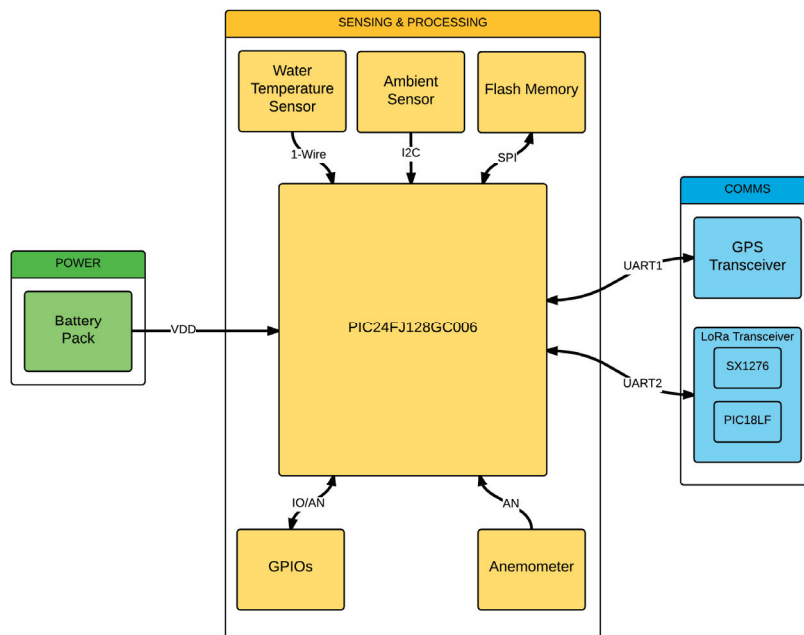 SENSING & PROCESSING
Water
Temperature
Sensor
Ambient
Sensor
Flash Memory
1-Wire
I2C
SPI
COMMS
GPS
Transceiver
UART1
POWER
Battery
Pack
VDD
PIC24FJ128GC006
LoRa Transceiver
SX1276
PIC18LF
UART2
IO/AN
AN
GPIOs
Anemometer